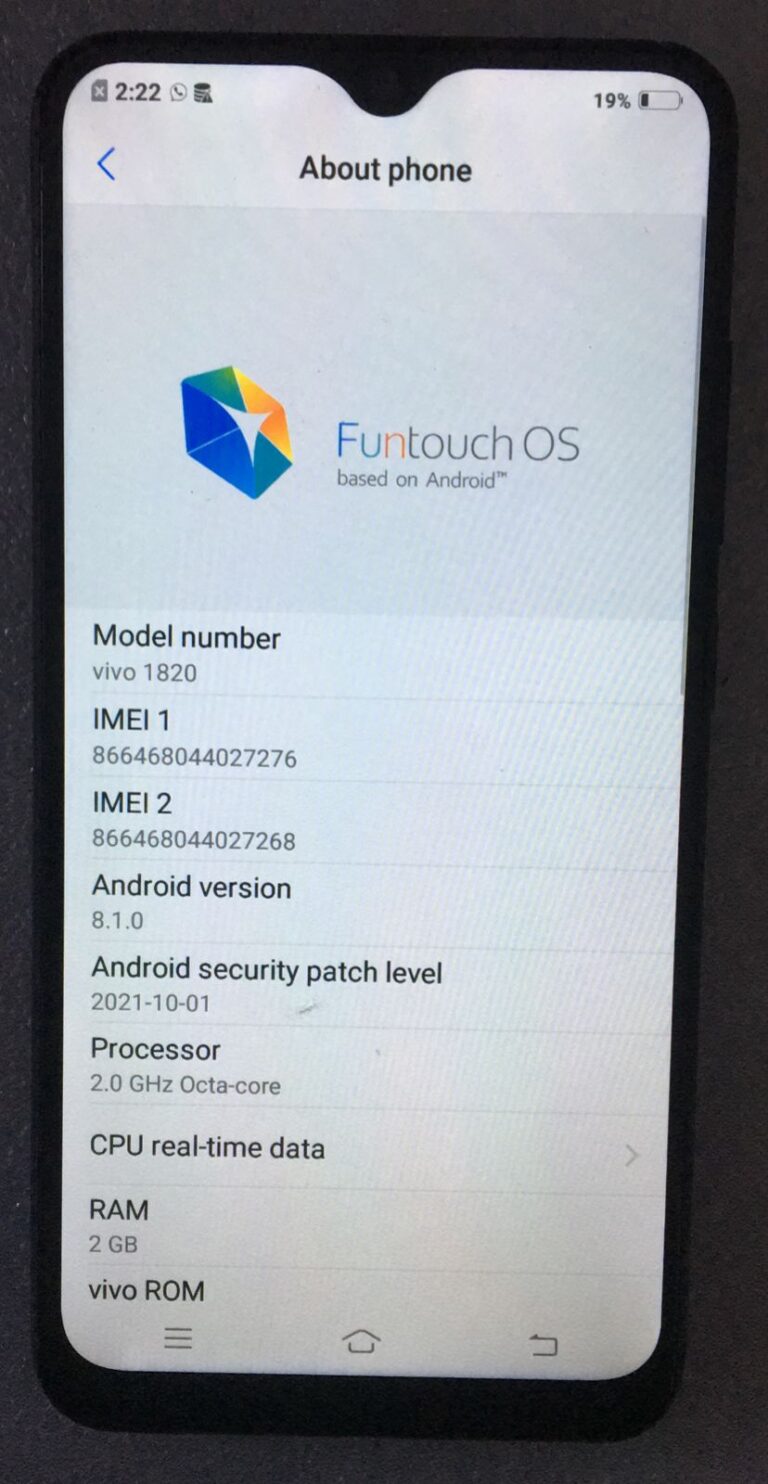 2:22
19%
About phone
Funtouch OS
based on Android™
Model number
vivo 1820
IMEI 1
866468044027276
IMEI 2
866468044027268
Android version
8.1.0
Android security patch level
2021-10-01
Processor
2.0 GHz Octa-core
CPU real-time data
RAM
2 GB
vivo ROM